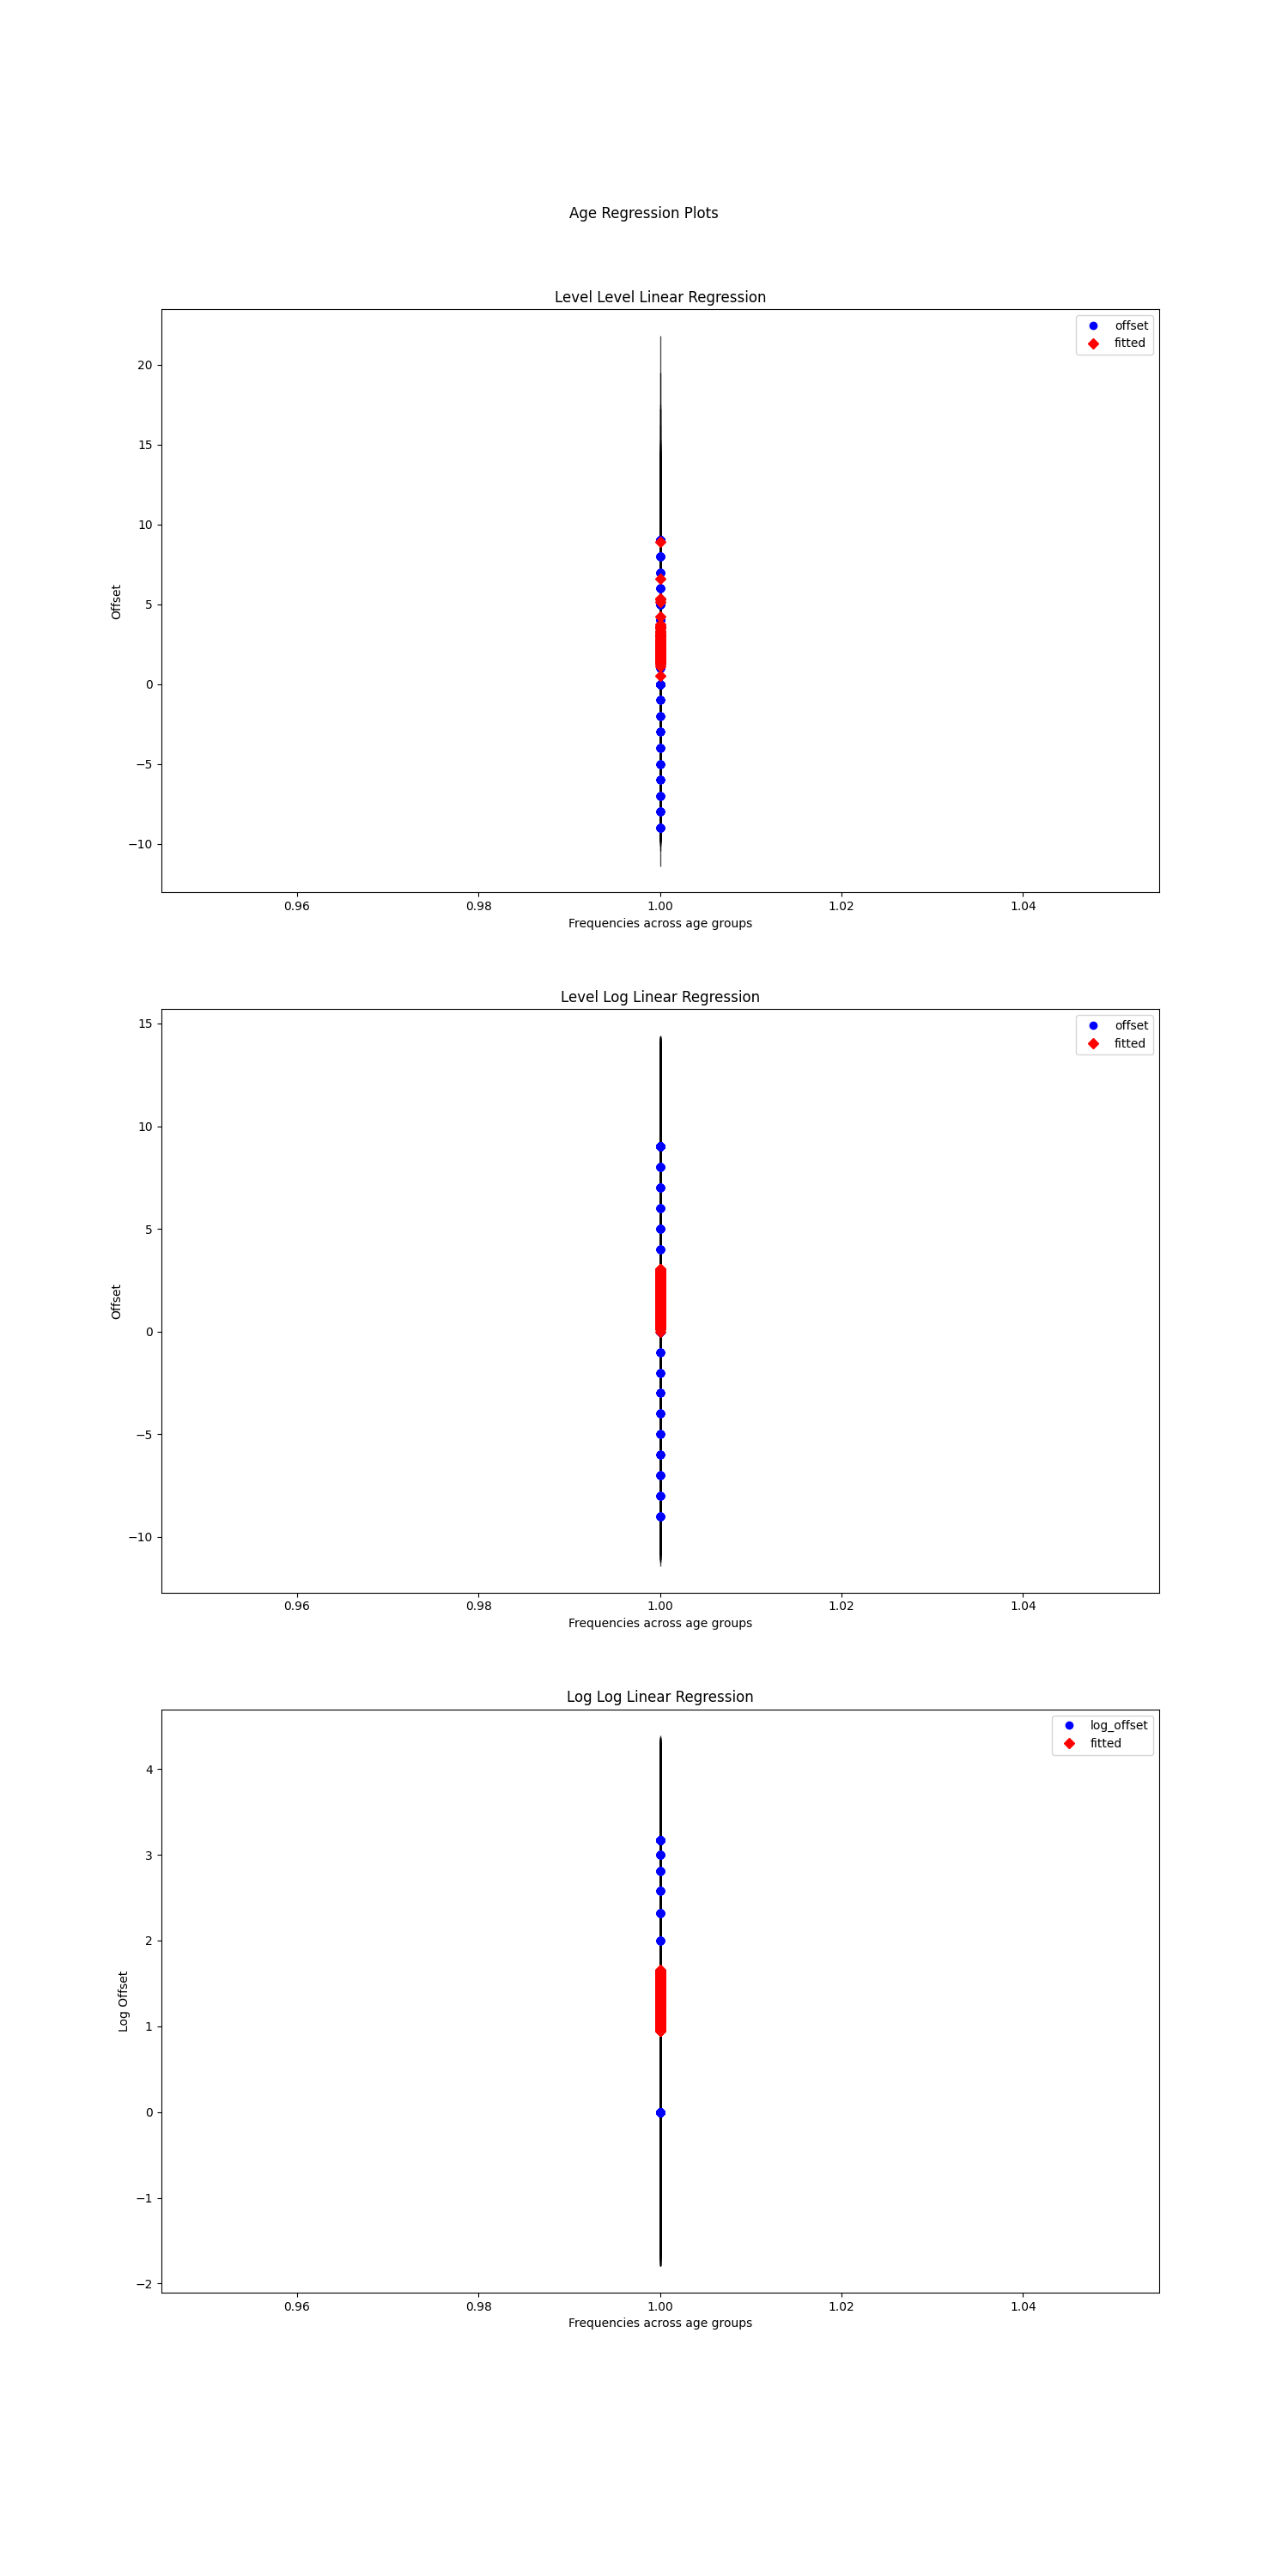 Age Regression Plots
Level Level Linear Regression
offset
fitted
20
15
10
5
0
−5
−10
Offset
0.96 0.98 1.00 1.02 1.04
Frequencies across age groups
Level Log Linear Regression
offset
fitted
15
10
5
0
−5
−10
Offset
0.96 0.98 1.00 1.02 1.04
Frequencies across age groups
Log Log Linear Regression
log_offset
fitted
4
3
2
1
0
−1
−2
Log Offset
0.96 0.98 1.00 1.02 1.04
Frequencies across age groups